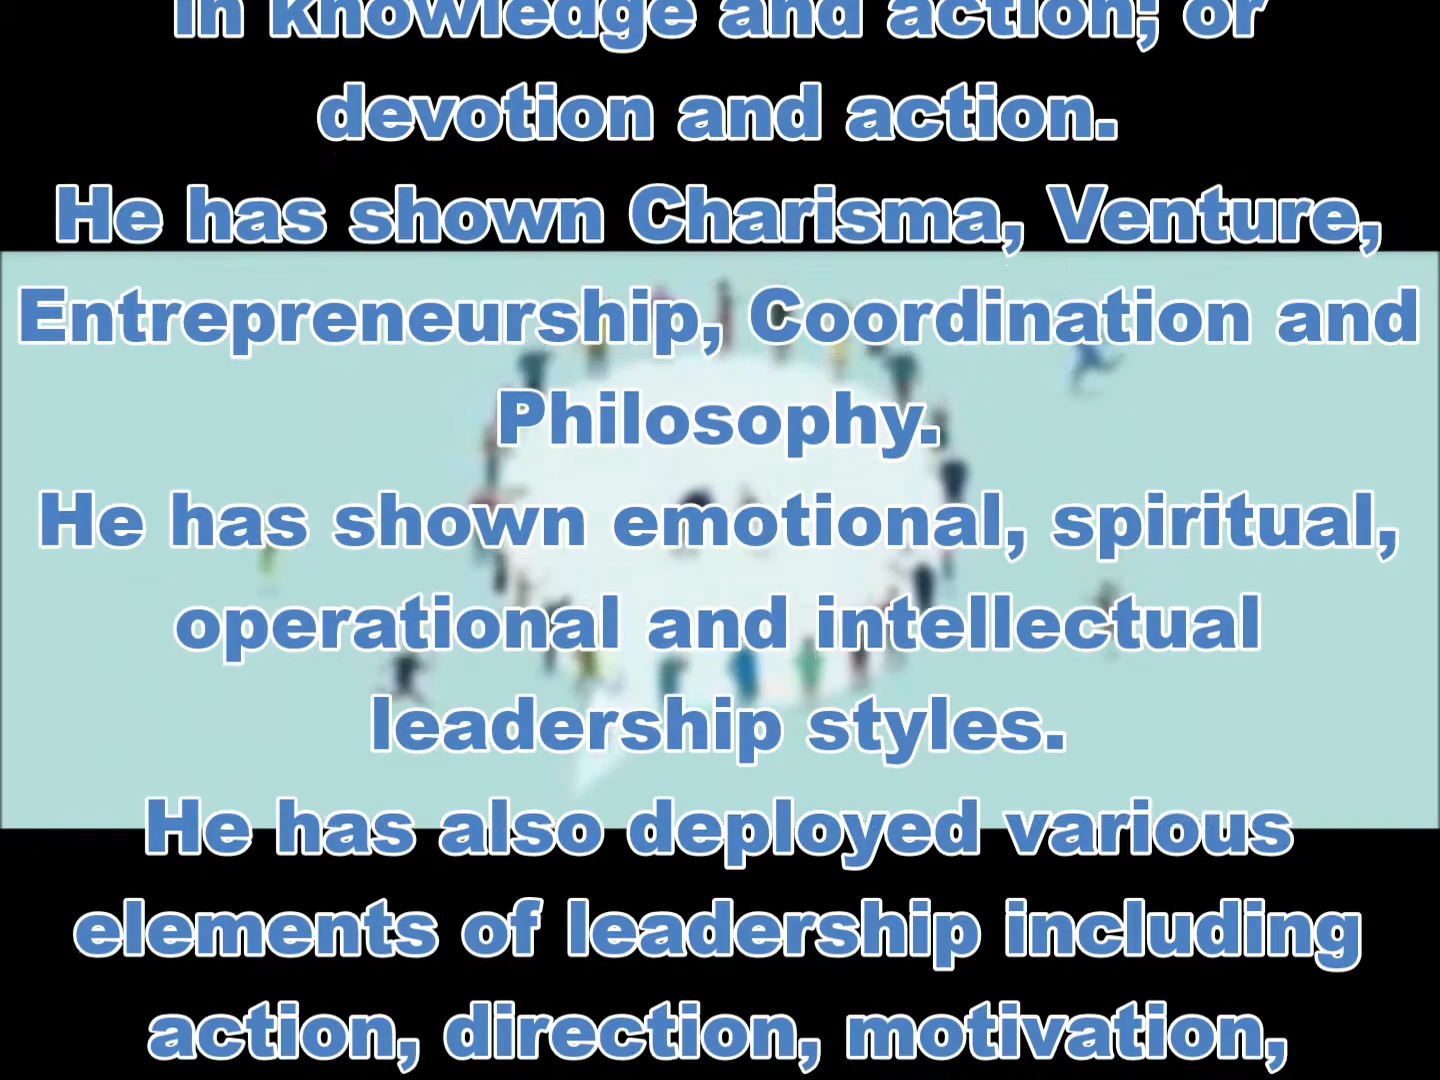 in knowledge and action; or
devotion and action.
He has shown Charisma, Venture,
Entrepreneurship, Coordination and
Philosophy.
He has shown emotional, spiritual,
operational and intellectual
leadership styles.
He has also deployed various
elements of leadership including
action, direction, motivation,